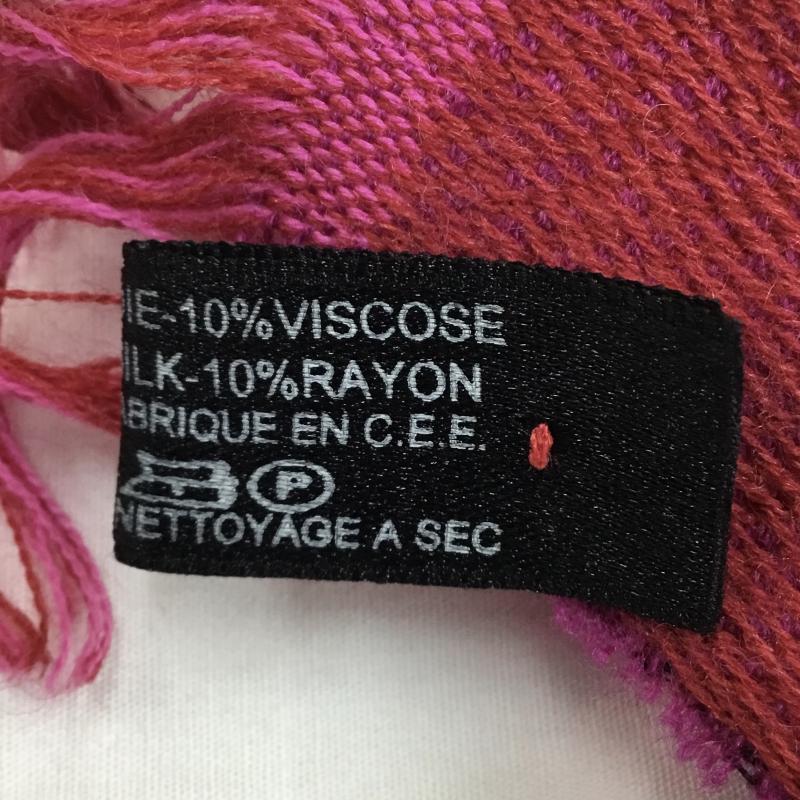 IE-10%VISCOSE
ILK-10%RAYON
ABRIQUE EN C.E.E.
P
NETTOYAGE A SEC